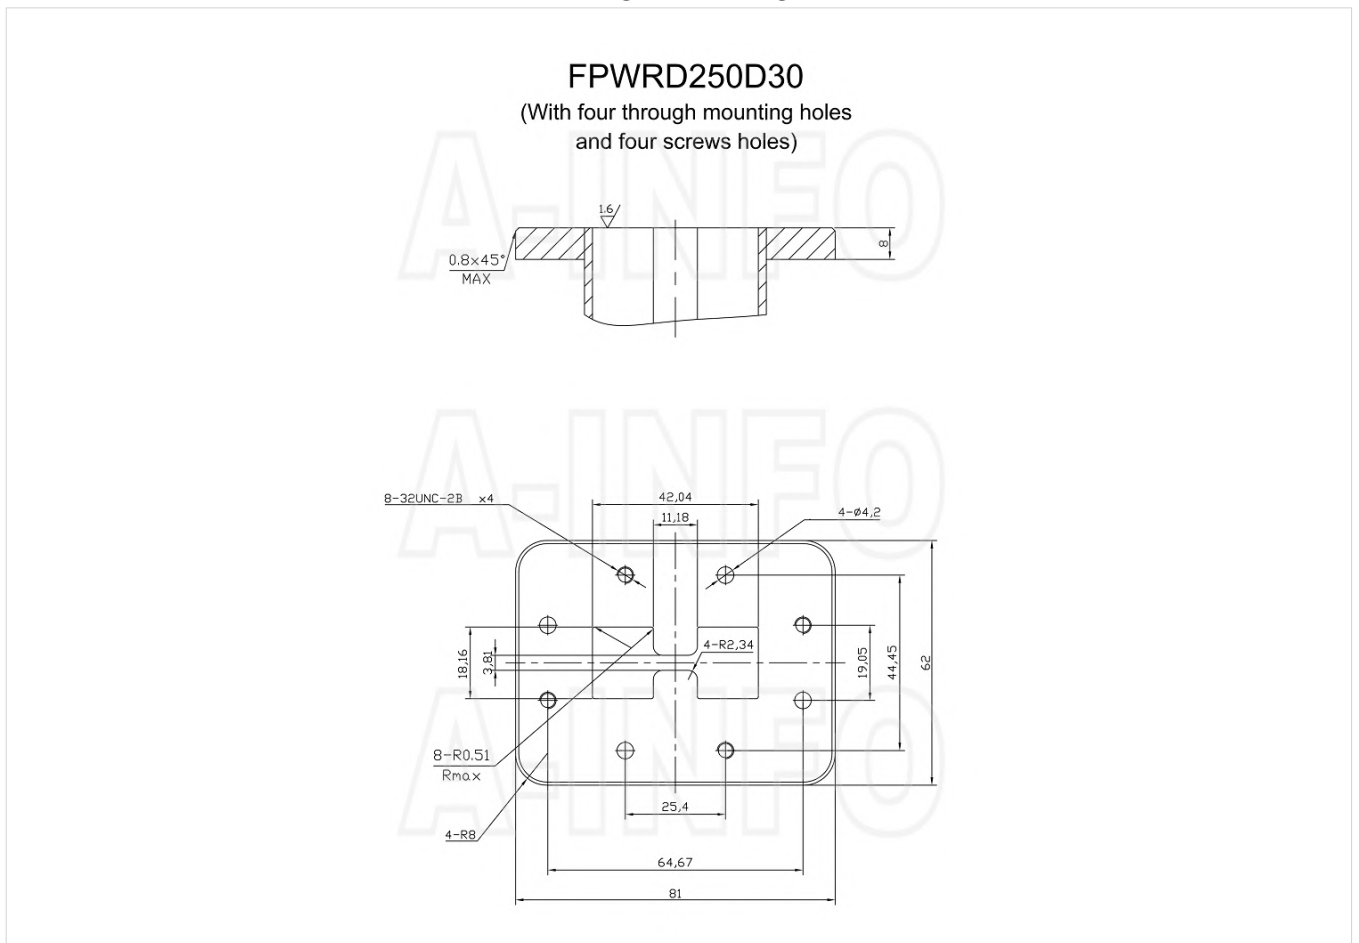 FPWRD250D30
(With four through mounting holes
and four screws holes)
A-INFO
1.6
0.8×45°
MAX
8
A-INFO
8-32UNC-2B x4
42,04
11,18
4-ø4,2
18,16
3,81
4-R2,34
19,05
44,45
62
A-INFO
8-R0.51
Rmax
4-R8
25,4
64,67
81